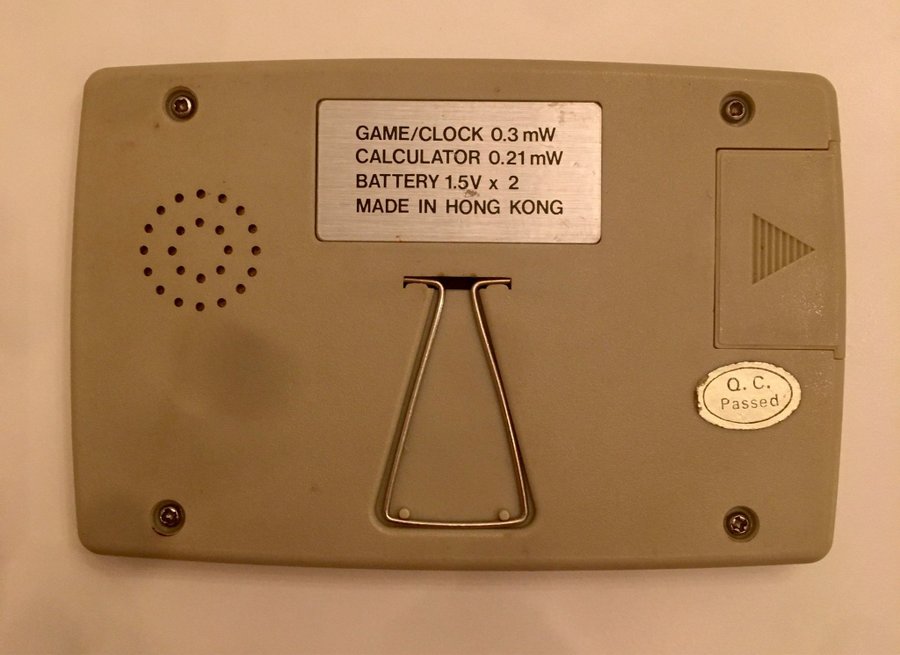 GAME/CLOCK 0.3 mW
CALCULATOR 0.21 mW
BATTERY 1.5V x 2
MADE IN HONG KONG
Q. C.
Passed